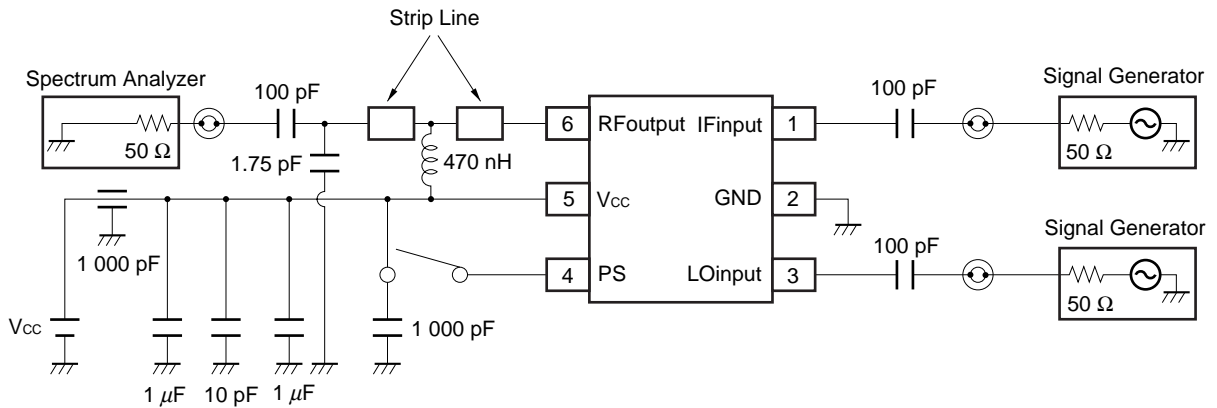 Strip Line
Spectrum Analyzer
100 pF
50 Ω
1.75 pF
470 nH
6 RFoutput IFinput 1
5 VCC GND 2
4 PS LOinput 3
100 pF
Signal Generator
50 Ω
100 pF
Signal Generator
50 Ω
1 000 pF
VCC
1 μF
10 pF
1 μF
1 000 pF